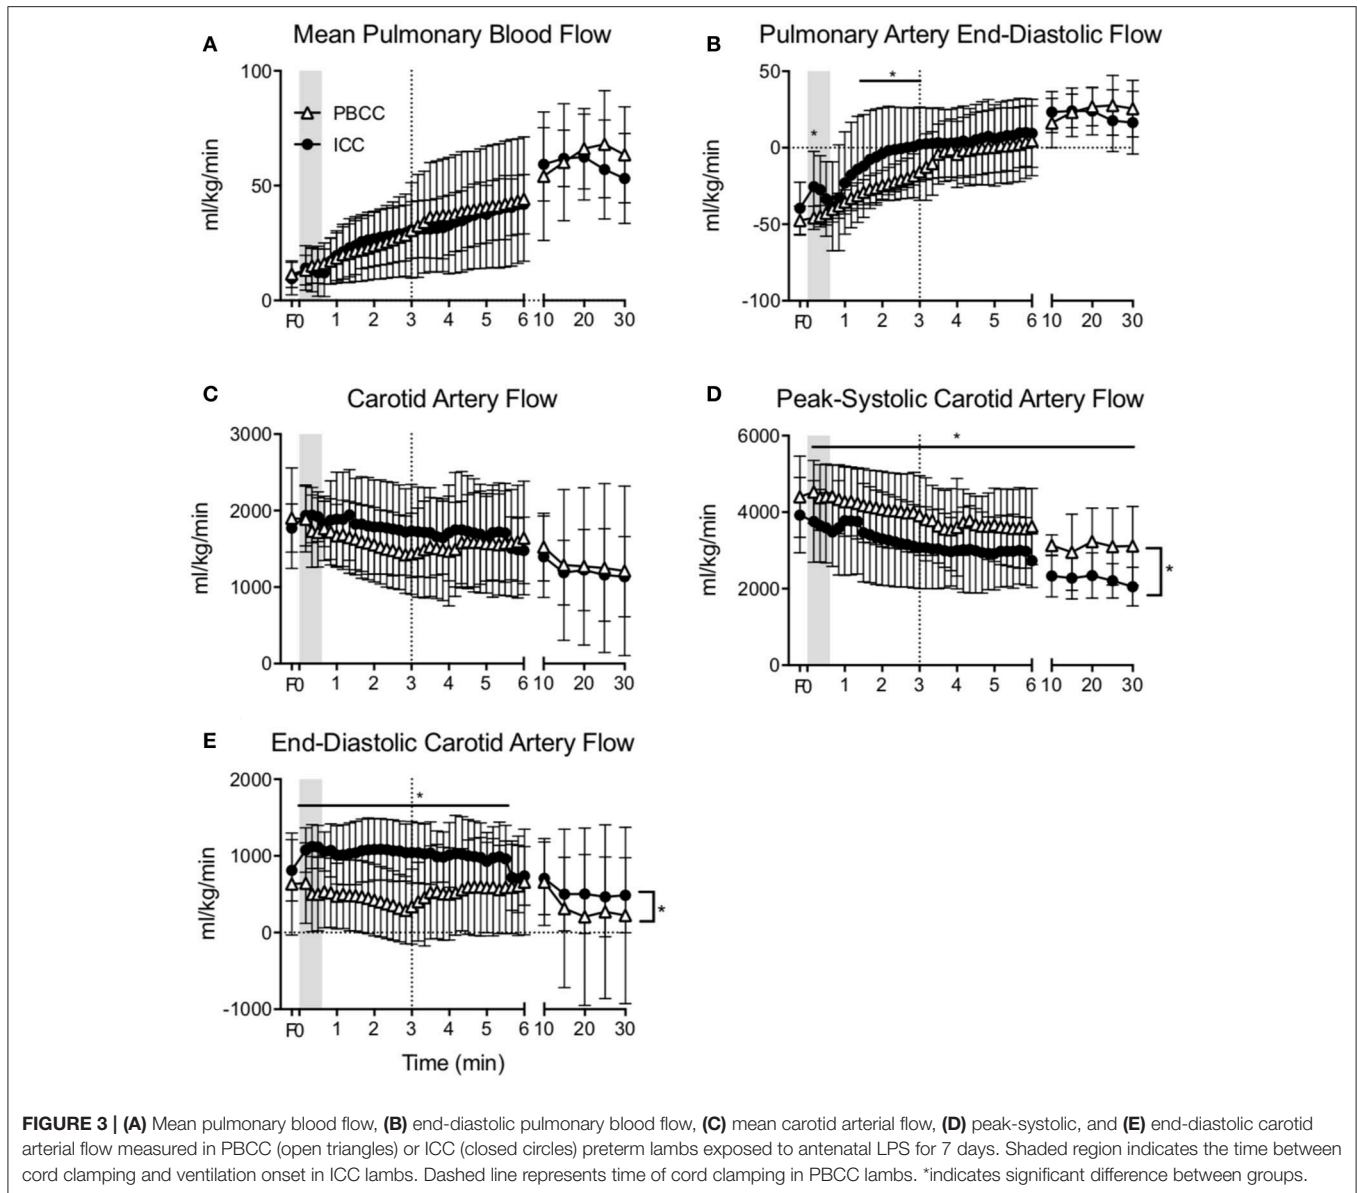 A Mean Pulmonary Blood Flow
100
50
0
ml/kg/min
PBCC
ICC
F0 1 2 3 4 5 6 10 20 30
B Pulmonary Artery End-Diastolic Flow
50
0
-50
-100
ml/kg/min
*
*
F0 1 2 3 4 5 6 10 20 30
C Carotid Artery Flow
3000
2000
1000
0
ml/kg/min
F0 1 2 3 4 5 6 10 20 30
D Peak-Systolic Carotid Artery Flow
6000
4000
2000
0
ml/kg/min
*
*
F0 1 2 3 4 5 6 10 20 30
E End-Diastolic Carotid Artery Flow
2000
1000
0
-1000
ml/kg/min
*
*
F0 1 2 3 4 5 6 10 20 30
Time (min)
FIGURE 3 | (A) Mean pulmonary blood flow, (B) end-diastolic pulmonary blood flow, (C) mean carotid arterial flow, (D) peak-systolic, and (E) end-diastolic carotid
arterial flow measured in PBCC (open triangles) or ICC (closed circles) preterm lambs exposed to antenatal LPS for 7 days. Shaded region indicates the time between
cord clamping and ventilation onset in ICC lambs. Dashed line represents time of cord clamping in PBCC lambs. *indicates significant difference between groups.